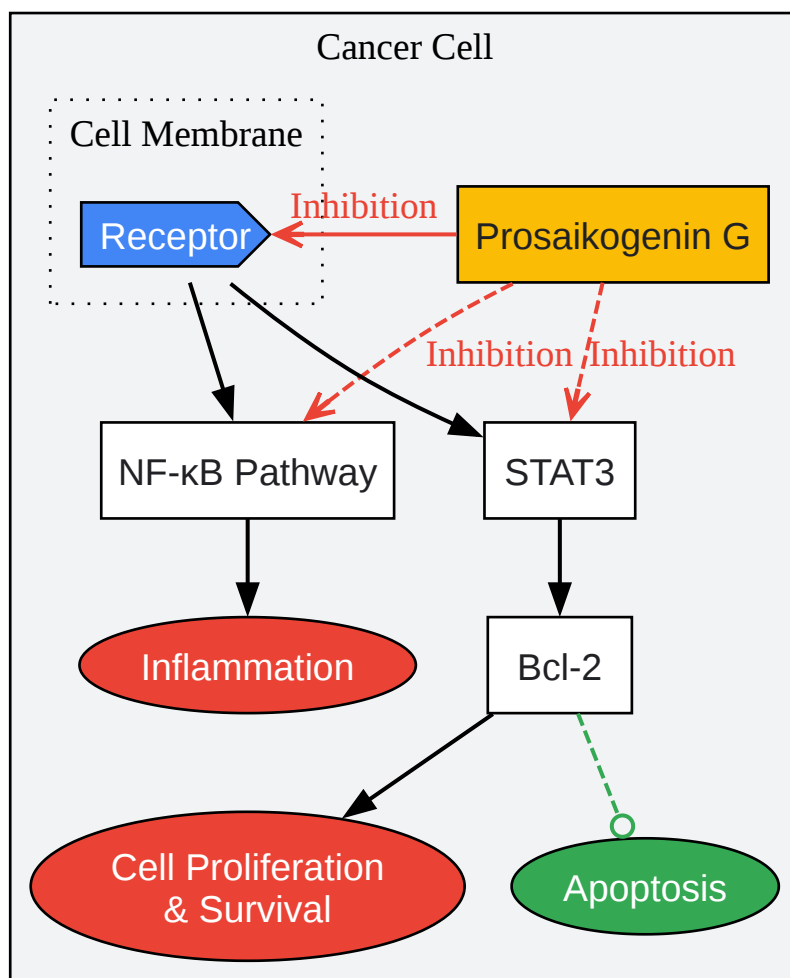 Cancer Cell
Cell Membrane
Inhibition
Receptor
Prosaikogenin G
Inhibition
Inhibition
NF-κB Pathway
STAT3
Inflammation
Bcl-2
Cell Proliferation
& Survival
Apoptosis